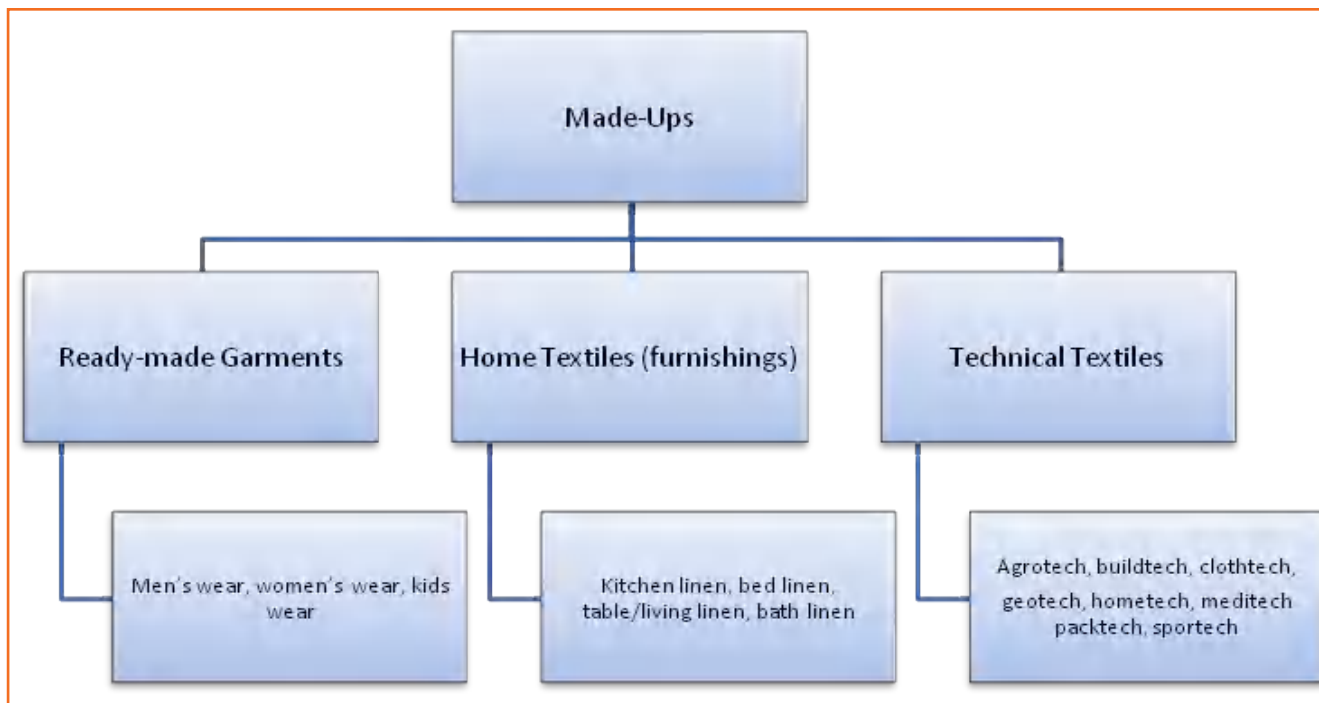 Made-Ups
Ready-made Garments
Home Textiles (furnishings)
Technical Textiles
Men's wear, women's wear, kids
wear
Kitchen linen, bed linen,
table/living linen, bath linen
Agrotech, buildtech, clothtech,
geotech, hometech, meditech
packtech, sportech